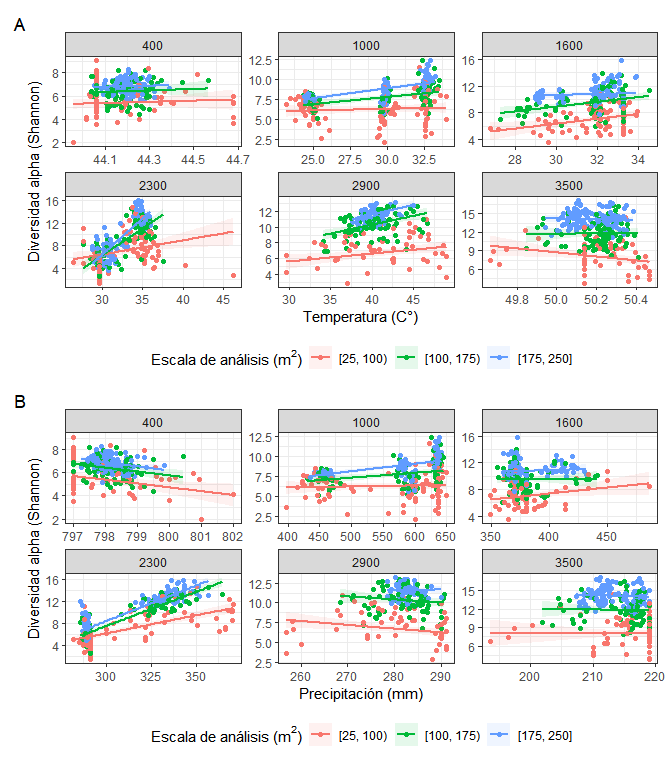 A
400 1000 1600
8 6 4 2
12.5 10.0 7.5 5.0 2.5
16 12 8 4
44.1 44.3 44.5 44.7
25.0 27.5 30.0 32.5
28 30 32 34
Diversidad alpha (Shannon)
2300 2900 3500
16 12 8 4
12 10 8 6 4
15 12 9 6
30 35 40 45
30 35 40 45
49.8 50.0 50.2 50.4
Temperatura (C°)
Escala de análisis (m²) [25, 100) [100, 175) [175, 250]
B
400 1000 1600
8 6 4 2
12.5 10.0 7.5 5.0 2.5
16 12 8 4
797 798 799 800 801 802
400 450 500 550 600 650
350 400 450
Diversidad alpha (Shannon)
2300 2900 3500
16 12 8 4
12.5 10.0 7.5 5.0 2.5
16 12 8 4
300 325 350 370
260 270 280 290
200 210 220
Precipitación (mm)
Escala de análisis (m²) [25, 100) [100, 175) [175, 250]